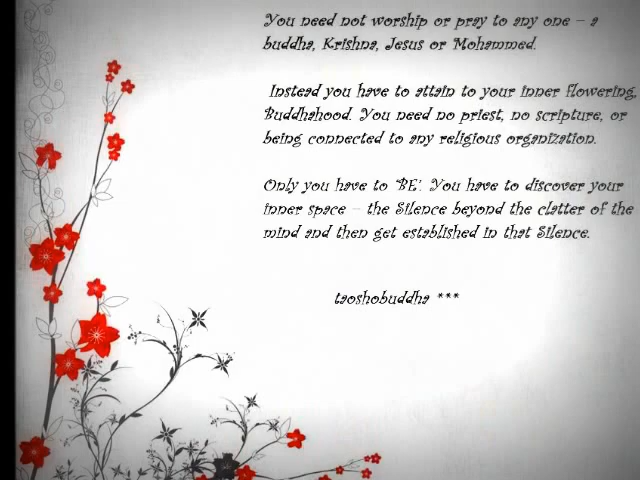 You need not worship or pray to any one – a
buddha, Krishna, Jesus or Mohammed.
Instead you have to attain to your inner flowering,
Buddhahood. You need no priest, no scripture, or
being connected to any religious organization.
Only you have to 'BE'. You have to discover your
inner space – the Silence beyond the clatter of the
mind and then get established in that Silence.
taoshobuddha ***